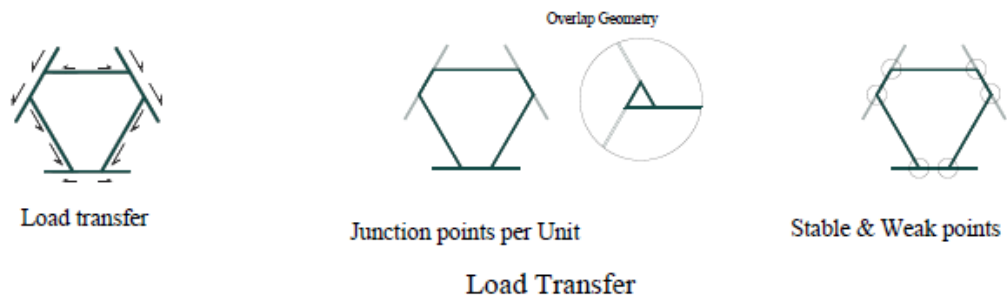 Overlap Geometry
Load transfer
Junction points per Unit
Stable & Weak points
Load Transfer